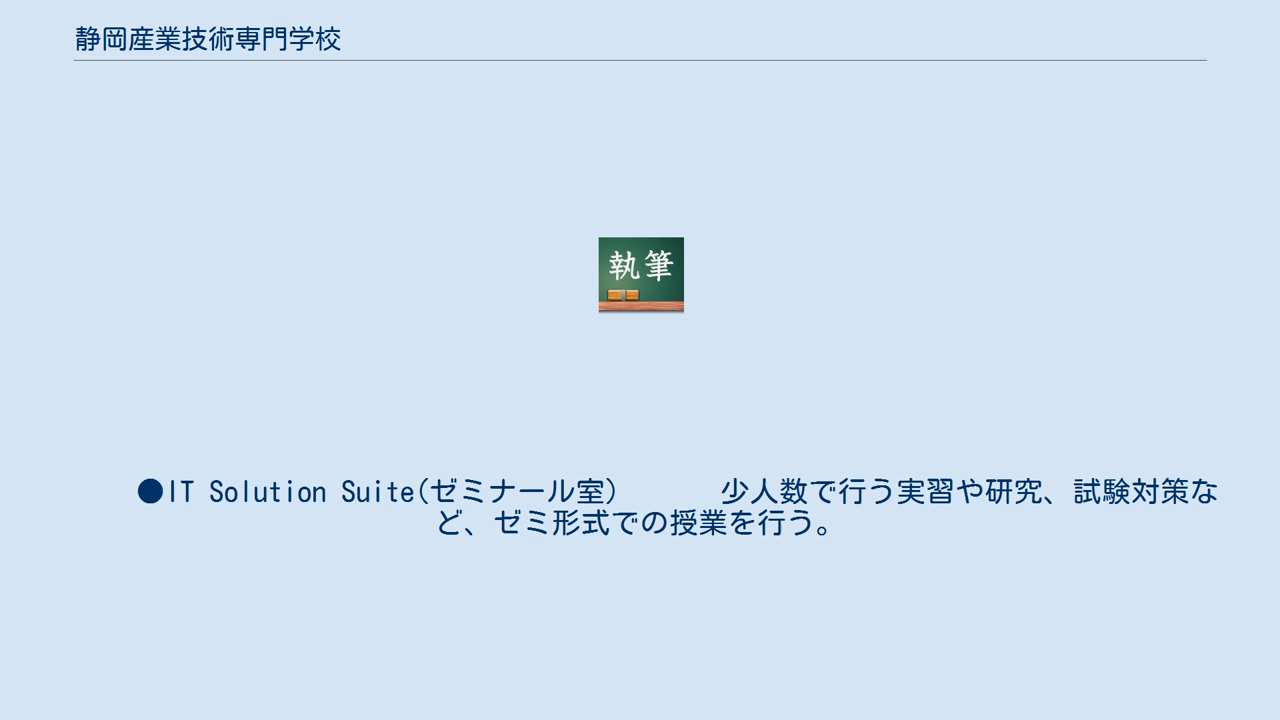 静岡産業技術専門学校
執筆
●IT Solution Suite(ゼミナール室)　　　少人数で行う実習や研究、試験対策な
ど、ゼミ形式での授業を行う。